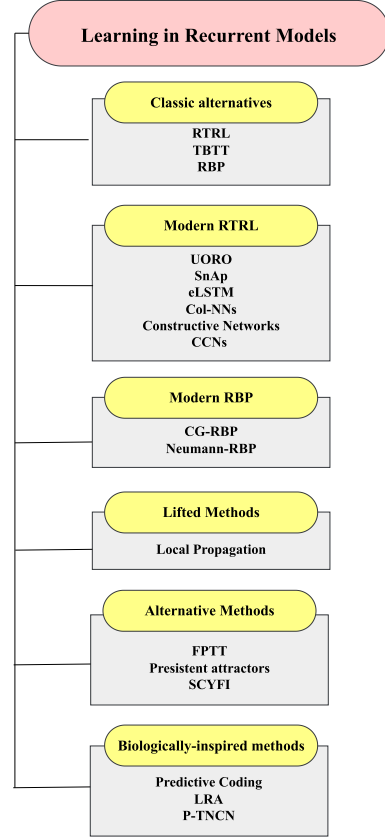 Learning in Recurrent Models
Classic alternatives
RTRL
TBTT
RBP
Modern RTRL
UORO
SnAp
eLSTM
Col-NNs
Constructive Networks
CCNs
Modern RBP
CG-RBP
Neumann-RBP
Lifted Methods
Local Propagation
Alternative Methods
FPTT
Presistent attractors
SCYFI
Biologically-inspired methods
Predictive Coding
LRA
P-TNCN